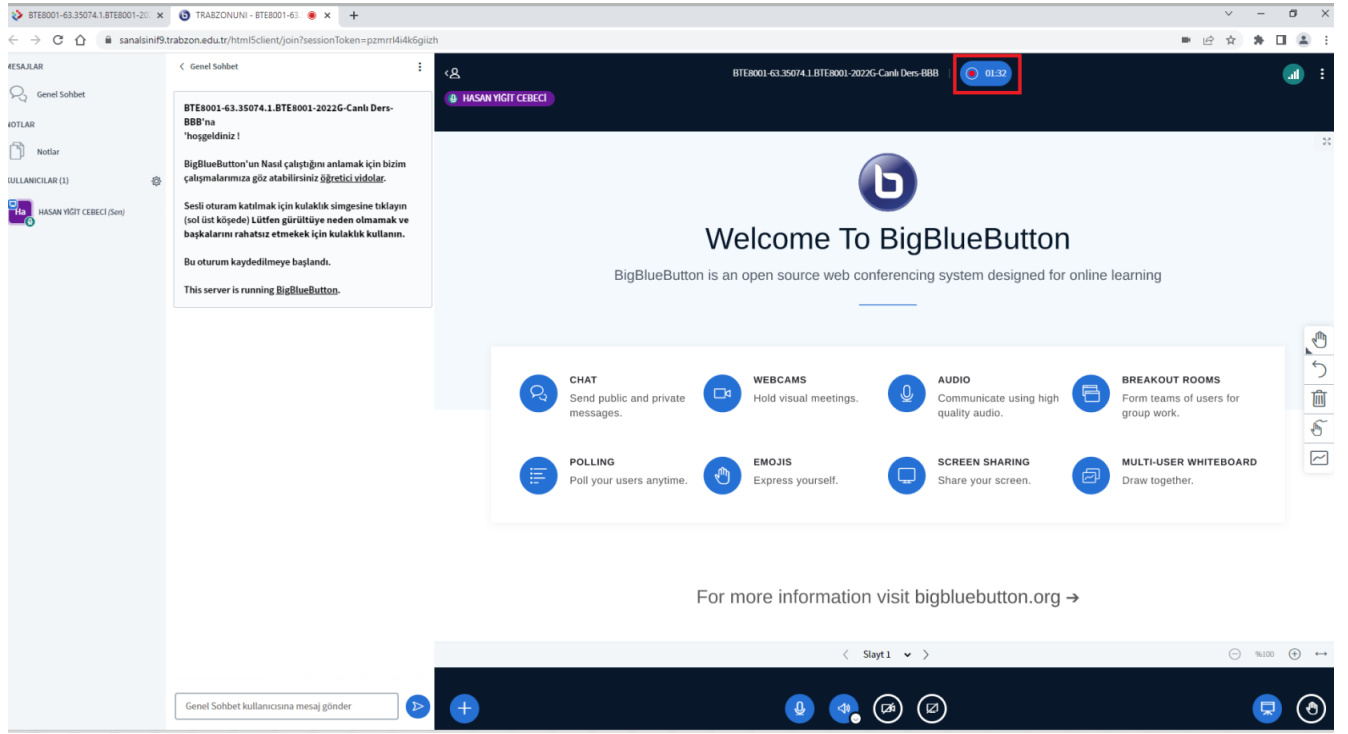 BTE8001-63.35074.1.BTE8001-20
TRABZONUNI - BTE8001-63.
sanalsinif9.trabzon.edu.tr/html5client/join?sessionToken=pzmrrl4i4k6giizh
MESAJLAR
Genel Sohbet
NOTLAR
Notlar
KULLANICILAR (1)
Ha
HASAN YİĞİT CEBECİ (Sen)
Genel Sohbet
BTE8001-63.35074.1.BTE8001-2022G-Canlı Ders-
BBB'na
'hoşgeldiniz !
BigBlueButton'un Nasıl çalıştığını anlamak için bizim
çalışmalarımıza göz atabilirsiniz öğretici vidolar.
Sesli oturam katılmak için kulaklık simgesine tıklayın
(sol üst köşede) Lütfen gürültüye neden olmamak ve
başkalarını rahatsız etmekek için kulaklık kullanın.
Bu oturum kaydedilmeye başlandı.
This server is running BigBlueButton.
Genel Sohbet kullanıcısına mesaj gönder
BTE8001-63.35074.1.BTE8001-2022G-Canlı Ders-BBB
01:32
HASAN YİĞİT CEBECİ
b
Welcome To BigBlueButton
BigBlueButton is an open source web conferencing system designed for online learning
CHAT
Send public and private
messages.
WEBCAMS
Hold visual meetings.
AUDIO
Communicate using high
quality audio.
BREAKOUT ROOMS
Form teams of users for
group work.
POLLING
Poll your users anytime.
EMOJIS
Express yourself.
SCREEN SHARING
Share your screen.
MULTI-USER WHITEBOARD
Draw together.
For more information visit bigbluebutton.org →
Slayt 1
%100